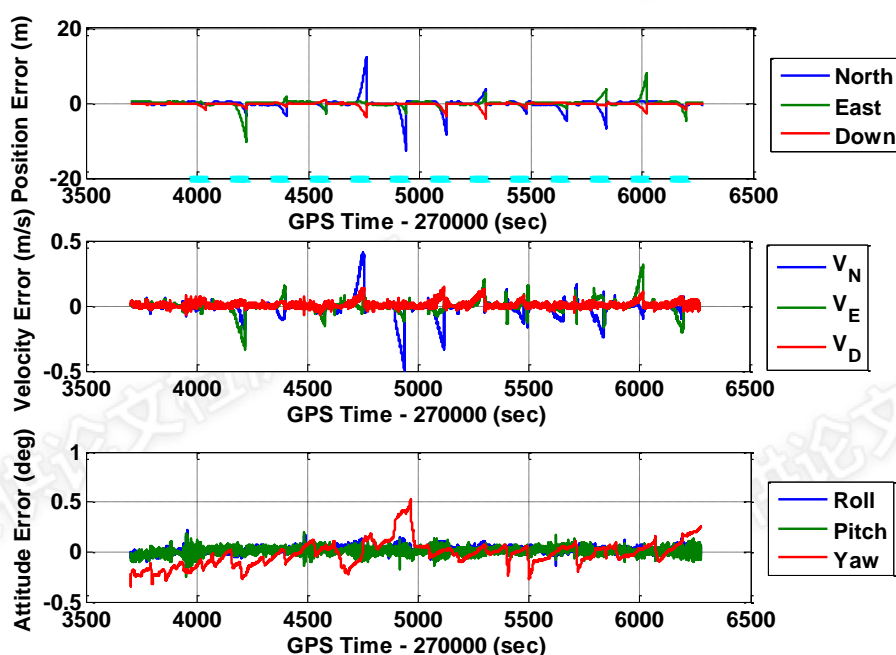 Position Error (m)
20
0
-20
3500 4000 4500 5000 5500 6000 6500
GPS Time - 270000 (sec)
North
East
Down
Velocity Error (m/s)
0.5
0
-0.5
3500 4000 4500 5000 5500 6000 6500
GPS Time - 270000 (sec)
V_N
V_E
V_D
Attitude Error (deg)
1
0.5
0
-0.5
3500 4000 4500 5000 5500 6000 6500
GPS Time - 270000 (sec)
Roll
Pitch
Yaw